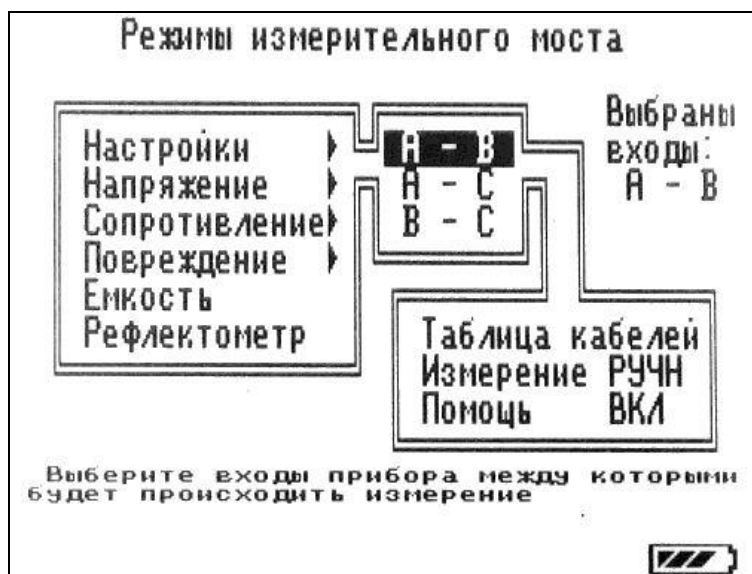 Режимы измерительного моста
Настройки
Напряжение
Сопротивление
Повреждение
Емкость
Рефлектометр
A - B
A - C
B - C
Выбраны
входы:
A - B
Таблица кабелей
Измерение РУЧН
Помощь ВКЛ
Выберите входы прибора между которыми
будет происходить измерение